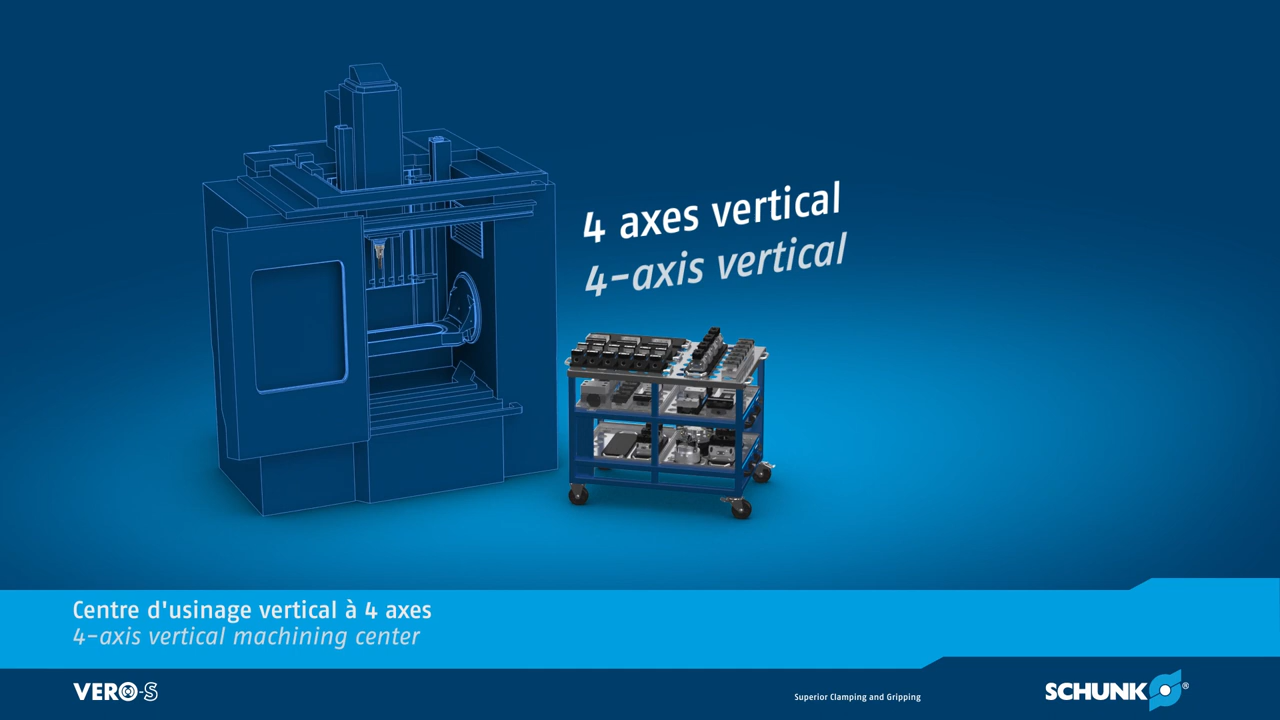 4 axes vertical
4-axis vertical
Centre d'usinage vertical à 4 axes
4-axis vertical machining center
VERO-S
Superior Clamping and Gripping
SCHUNK ®